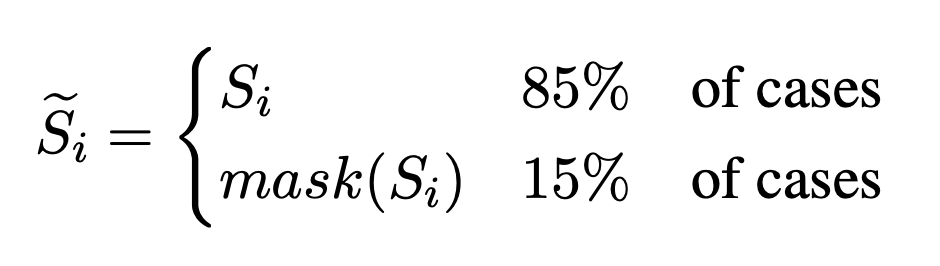 S̃ᵢ = { Sᵢ 85% of cases
mask(Sᵢ) 15% of cases